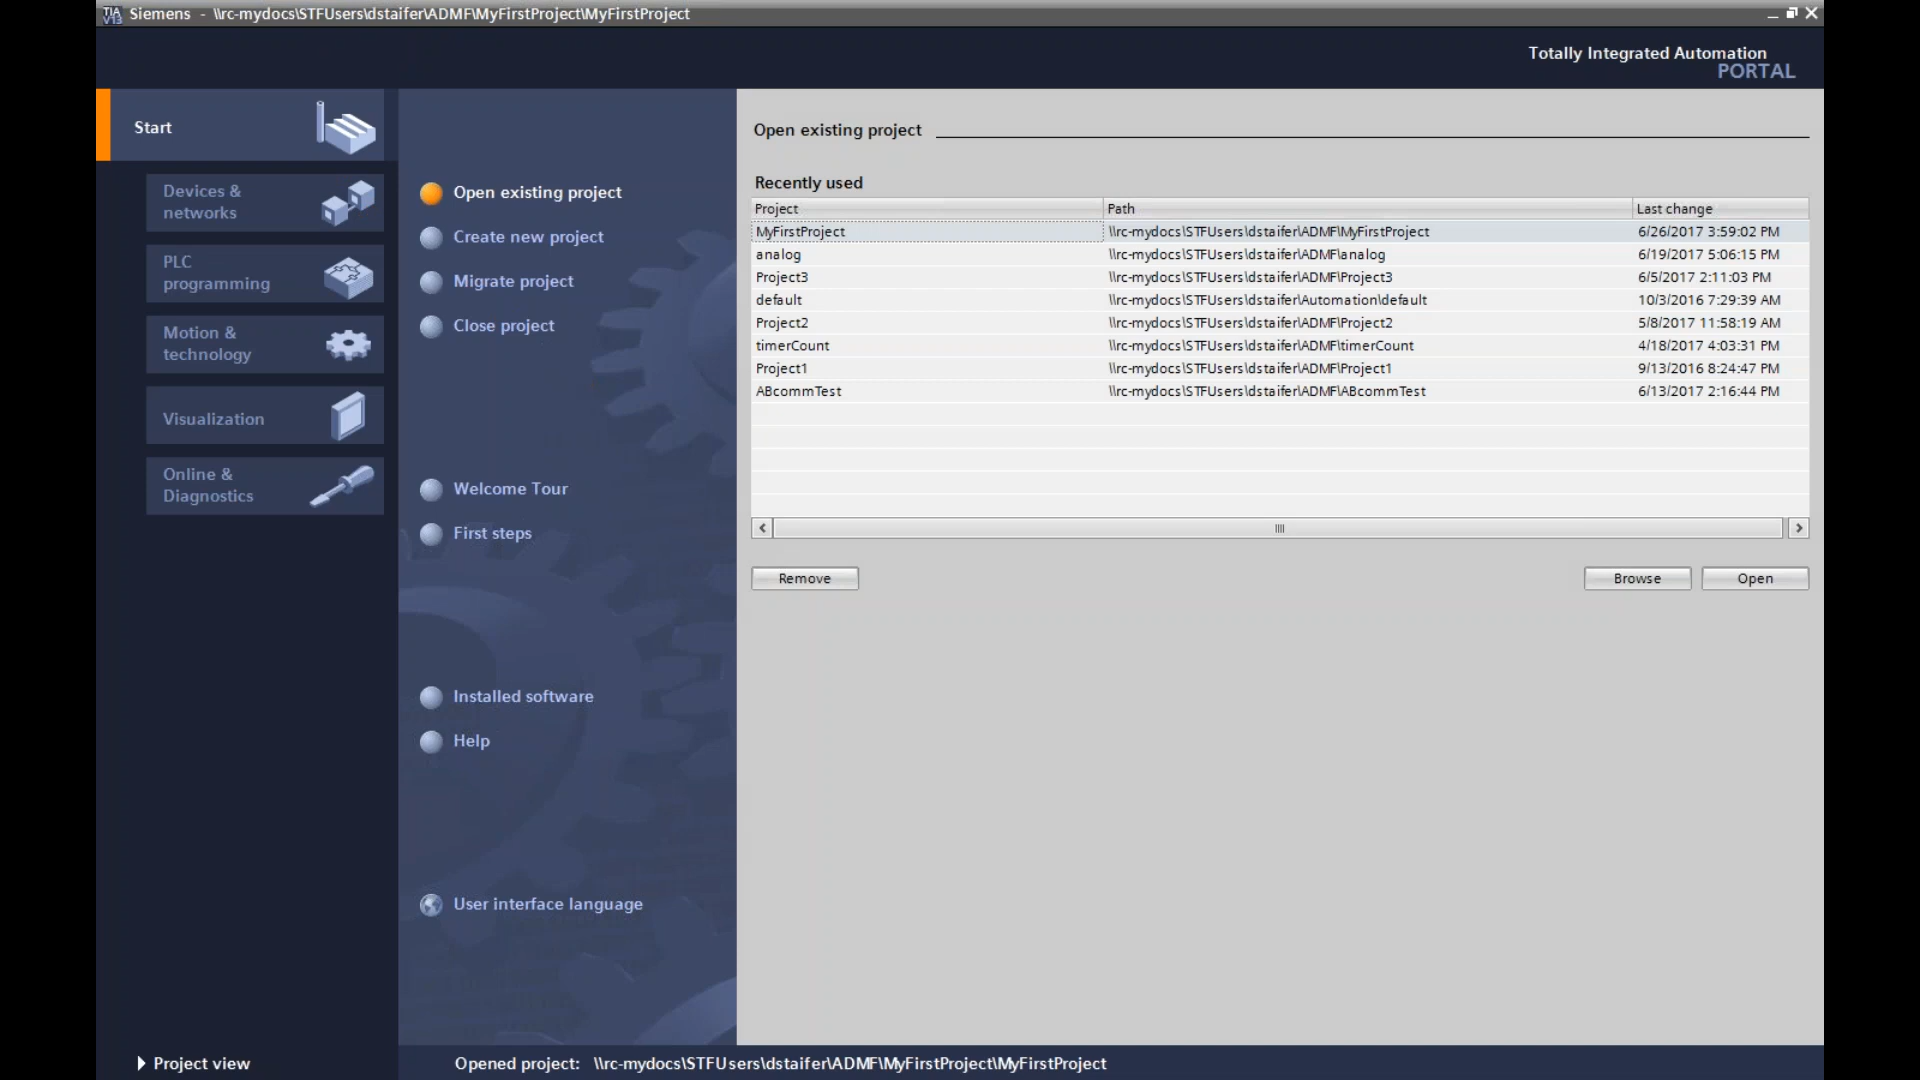 TIA
V13
Siemens - \\rc-mydocs\STFUsers\dstaifer\ADMF\MyFirstProject\MyFirstProject
Totally Integrated Automation
PORTAL
Start
Devices &
networks
PLC
programming
Motion &
technology
Visualization
Online &
Diagnostics
Open existing project
Create new project
Migrate project
Close project
Welcome Tour
First steps
Installed software
Help
User interface language
Open existing project
Recently used
Project Path Last change
MyFirstProject \\rc-mydocs\STFUsers\dstaifer\ADMF\MyFirstProject 6/26/2017 3:59:02 PM
analog \\rc-mydocs\STFUsers\dstaifer\ADMF\analog 6/19/2017 5:06:15 PM
Project3 \\rc-mydocs\STFUsers\dstaifer\ADMF\Project3 6/5/2017 2:11:03 PM
default \\rc-mydocs\STFUsers\dstaifer\Automation\default 10/3/2016 7:29:39 AM
Project2 \\rc-mydocs\STFUsers\dstaifer\ADMF\Project2 5/8/2017 11:58:19 AM
timerCount \\rc-mydocs\STFUsers\dstaifer\ADMF\timerCount 4/18/2017 4:03:31 PM
Project1 \\rc-mydocs\STFUsers\dstaifer\ADMF\Project1 9/13/2016 8:24:47 PM
ABcommTest \\rc-mydocs\STFUsers\dstaifer\ADMF\ABcommTest 6/13/2017 2:16:44 PM
Remove Browse Open
Project view
Opened project: \\rc-mydocs\STFUsers\dstaifer\ADMF\MyFirstProject\MyFirstProject